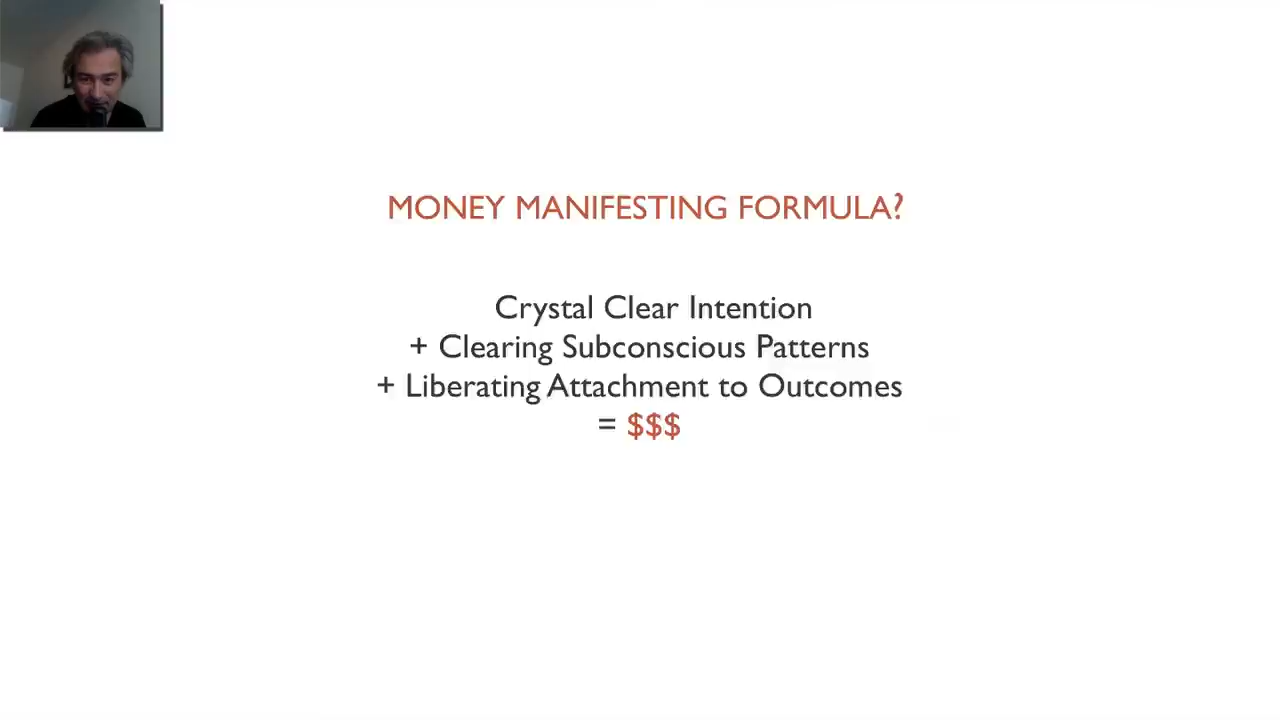 MONEY MANIFESTING FORMULA?
Crystal Clear Intention
+ Clearing Subconscious Patterns
+ Liberating Attachment to Outcomes
= $$$